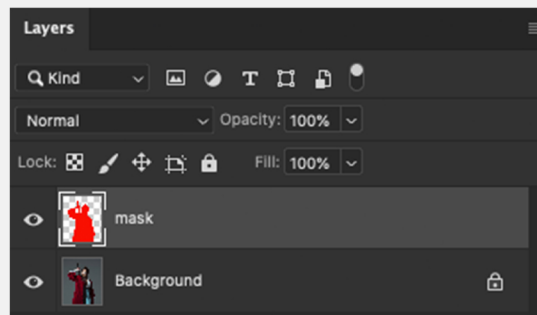 Layers
Kind T
Normal Opacity: 100%
Lock: Fill: 100%
mask
Background